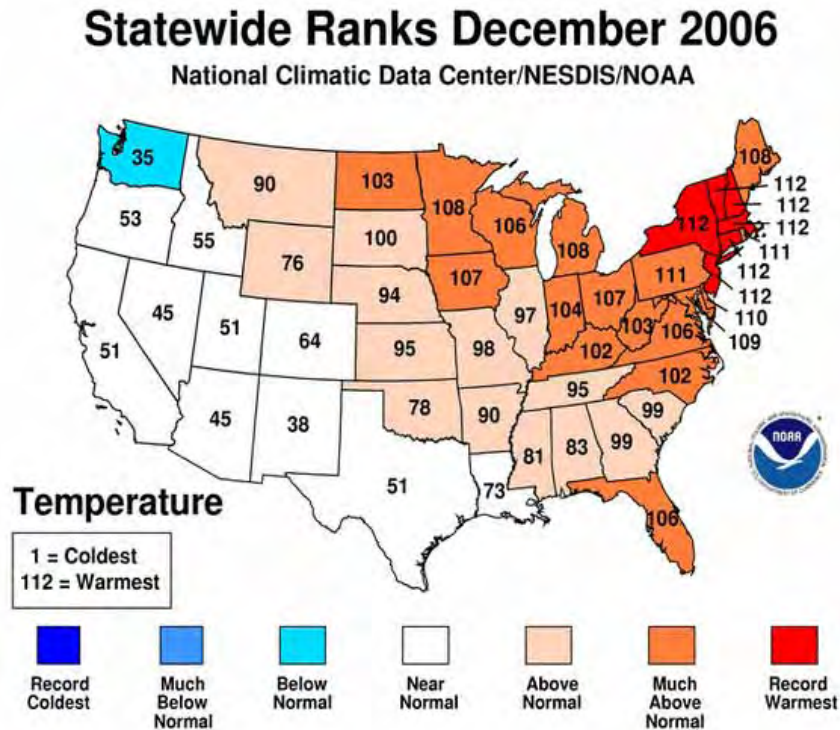 Statewide Ranks December 2006
National Climatic Data Center/NESDIS/NOAA
35
90
103
108
108
112
112
112
112
53
55
76
100
108
106
108
111
111
112
112
110
109
107
104
107
103
106
45
51
64
94
97
51
95
98
102
102
45
38
78
90
95
99
81
83
99
51
73
106
NOAA
Temperature
1 = Coldest
112 = Warmest
Record
Coldest
Much
Below
Normal
Below
Normal
Near
Normal
Above
Normal
Much
Above
Normal
Record
Warmest